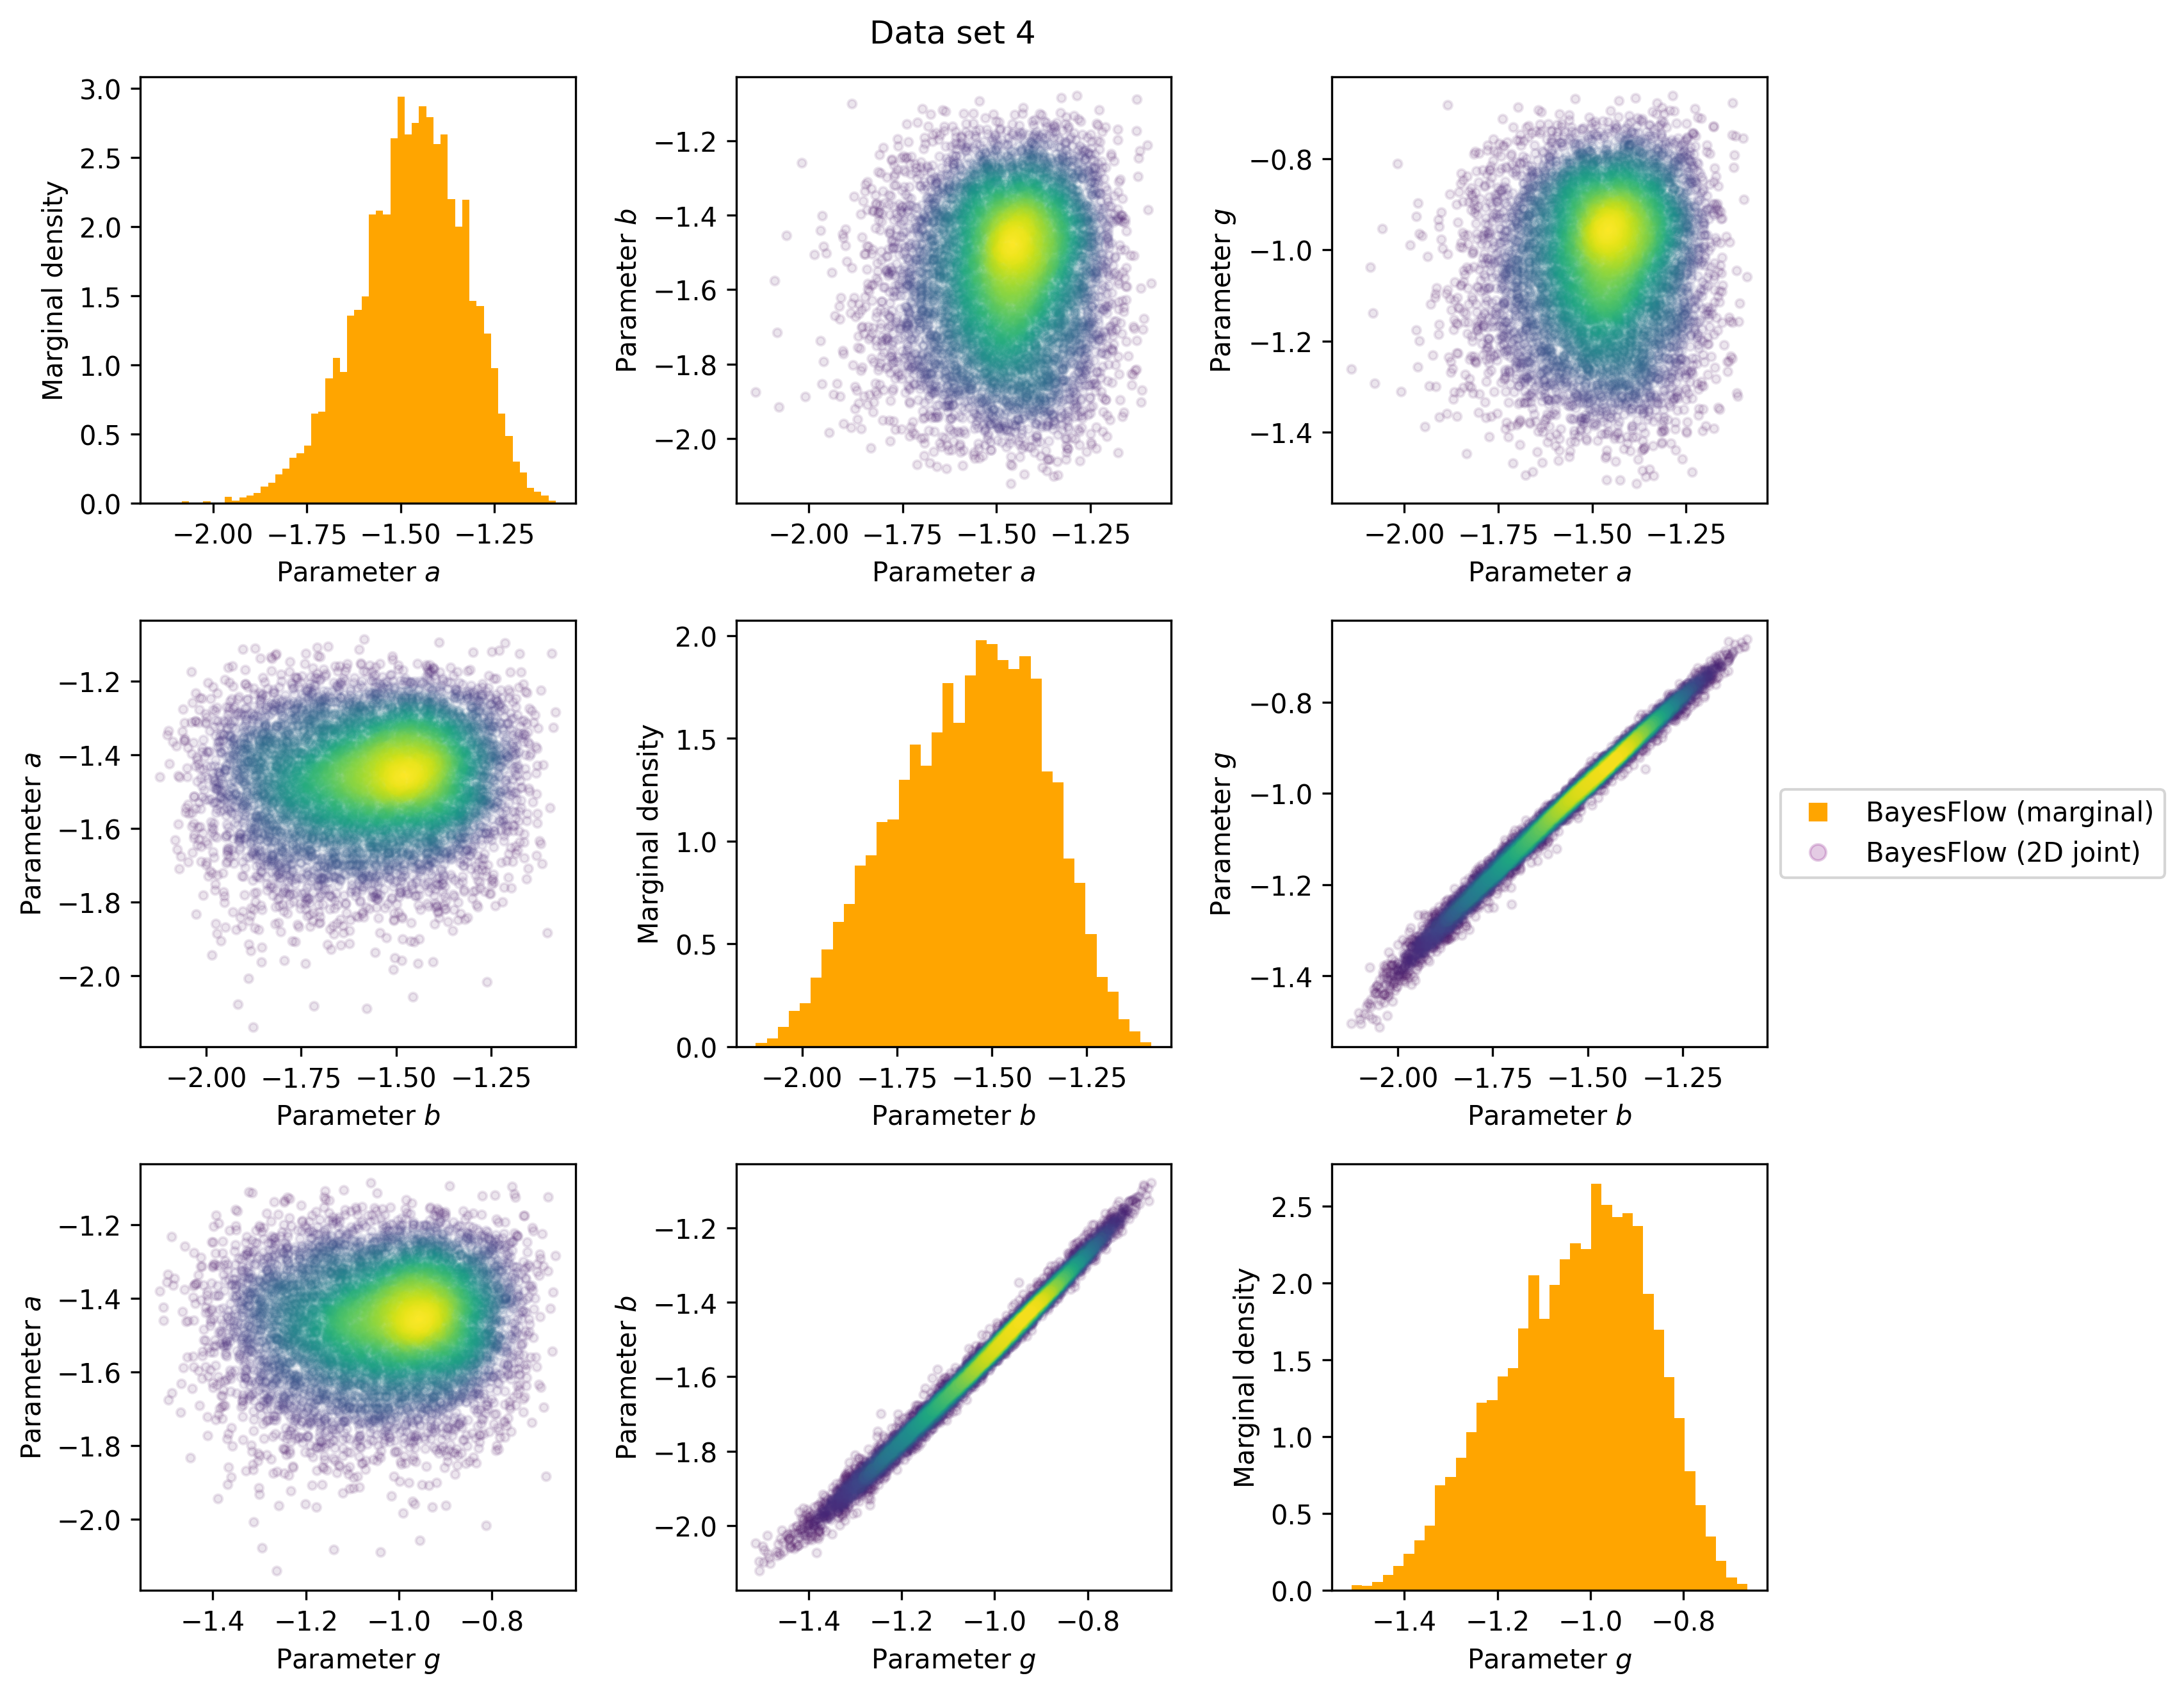 Data set 4
Marginal density
3.0
2.5
2.0
1.5
1.0
0.5
0.0
−2.00 −1.75 −1.50 −1.25
Parameter a
Parameter b
−1.2
−1.4
−1.6
−1.8
−2.0
−2.00 −1.75 −1.50 −1.25
Parameter a
Parameter g
−0.8
−1.0
−1.2
−1.4
−2.00 −1.75 −1.50 −1.25
Parameter a
Parameter a
−1.2
−1.4
−1.6
−1.8
−2.0
−2.00 −1.75 −1.50 −1.25
Parameter b
Marginal density
2.0
1.5
1.0
0.5
0.0
−2.00 −1.75 −1.50 −1.25
Parameter b
Parameter g
−0.8
−1.0
−1.2
−1.4
−2.00 −1.75 −1.50 −1.25
Parameter b
BayesFlow (marginal)
BayesFlow (2D joint)
Parameter a
−1.2
−1.4
−1.6
−1.8
−2.0
−1.4 −1.2 −1.0 −0.8
Parameter g
Parameter b
−1.2
−1.4
−1.6
−1.8
−2.0
−1.4 −1.2 −1.0 −0.8
Parameter g
Marginal density
2.5
2.0
1.5
1.0
0.5
0.0
−1.4 −1.2 −1.0 −0.8
Parameter g